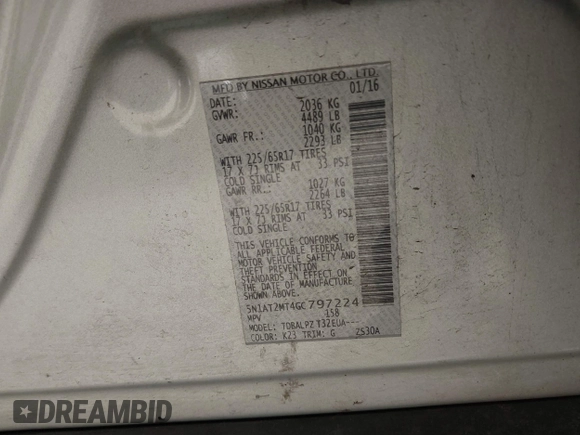 MFD BY NISSAN MOTOR CO., LTD.
DATE: 01/16
GVWR: 2036 KG
4489 LB
GAWR FR.: 1040 KG
2293 LB
WITH 225/65R17 TIRES
17 X 7J RIMS AT 33 PSI
COLD SINGLE
GAWR RR.: 1027 KG
2264 LB
WITH 225/65R17 TIRES
17 X 7J RIMS AT 33 PSI
COLD SINGLE
THIS VEHICLE CONFORMS TO
ALL APPLICABLE FEDERAL
MOTOR VEHICLE SAFETY AND
THEFT PREVENTION
STANDARDS IN EFFECT ON
THE DATE OF MANUFACTURE
SHOWN ABOVE.
5N1AT2MT4GC797224
MPV 158
MODEL: TDBALPZ T32EUA---
COLOR: K23 TRIM: G ZS30A
DREAMBID